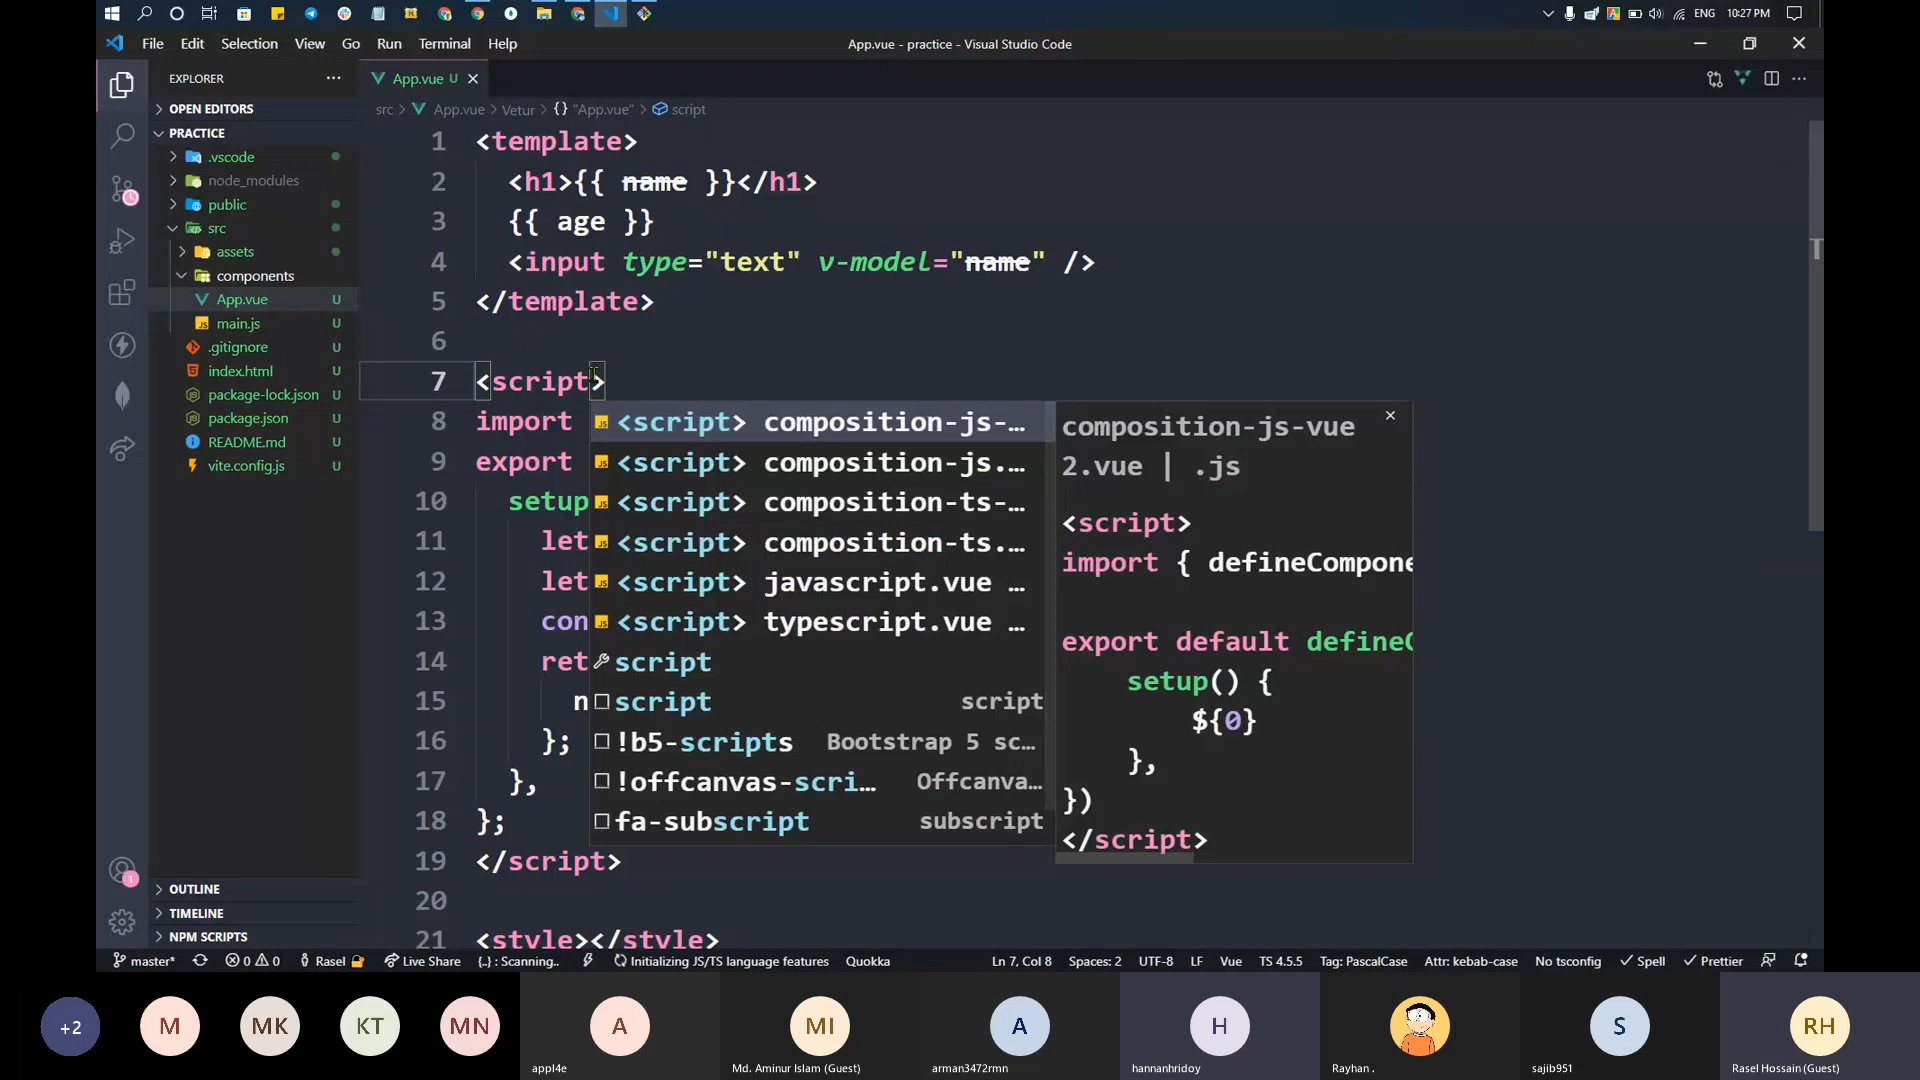 ENG 10:27 PM
File Edit Selection View Go Run Terminal Help
App.vue - practice - Visual Studio Code
EXPLORER ...
App.vue U
OPEN EDITORS
PRACTICE
.vscode
node_modules
public
src
assets
components
App.vue U
main.js U
.gitignore U
index.html U
package-lock.json U
package.json U
README.md U
vite.config.js U
OUTLINE
TIMELINE
NPM SCRIPTS
src > App.vue > Vetur > {} "App.vue" > script
1 <template>
2 <h1>{{ name }}</h1>
3 {{ age }}
4 <input type="text" v-model="name" />
5 </template>
6
7 <script>
8 import
9 export
10 setup
11 let
12 let
13 con
14 ret
15 n
16 };
17 },
18 };
19 </script>
20
21 <style></style>
<script> composition-js-...
<script> composition-js....
<script> composition-ts-...
<script> composition-ts....
<script> javascript.vue ...
<script> typescript.vue ...
script
script script
!b5-scripts Bootstrap 5 sc...
!offcanvas-scri... Offcanva...
fa-subscript subscript
composition-js-vue
2.vue | .js
<script>
import { defineCompone
export default defineC
setup() {
${0}
},
})
</script>
master* 0 0 Rasel Live Share {..} : Scanning.. Initializing JS/TS language features Quokka Ln 7, Col 8 Spaces: 2 UTF-8 LF Vue TS 4.5.5 Tag: PascalCase Attr: kebab-case No tsconfig Spell Prettier
+2 M MK KT MN A MI A H S RH
appl4e Md. Aminur Islam (Guest) arman3472rmn hannanhridoy Rayhan . sajib951 Rasel Hossain (Guest)